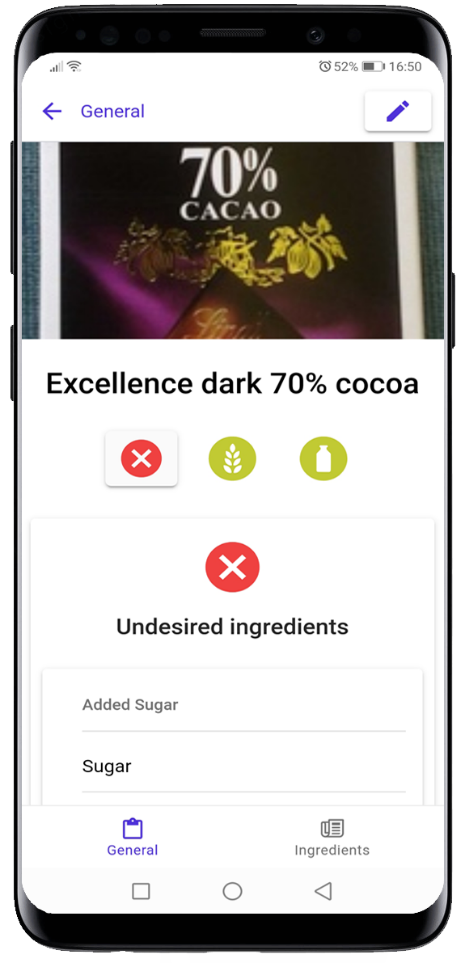 52% 16:50
General
70%
CACAO
Excellence dark 70% cocoa
Undesired ingredients
Added Sugar
Sugar
General
Ingredients